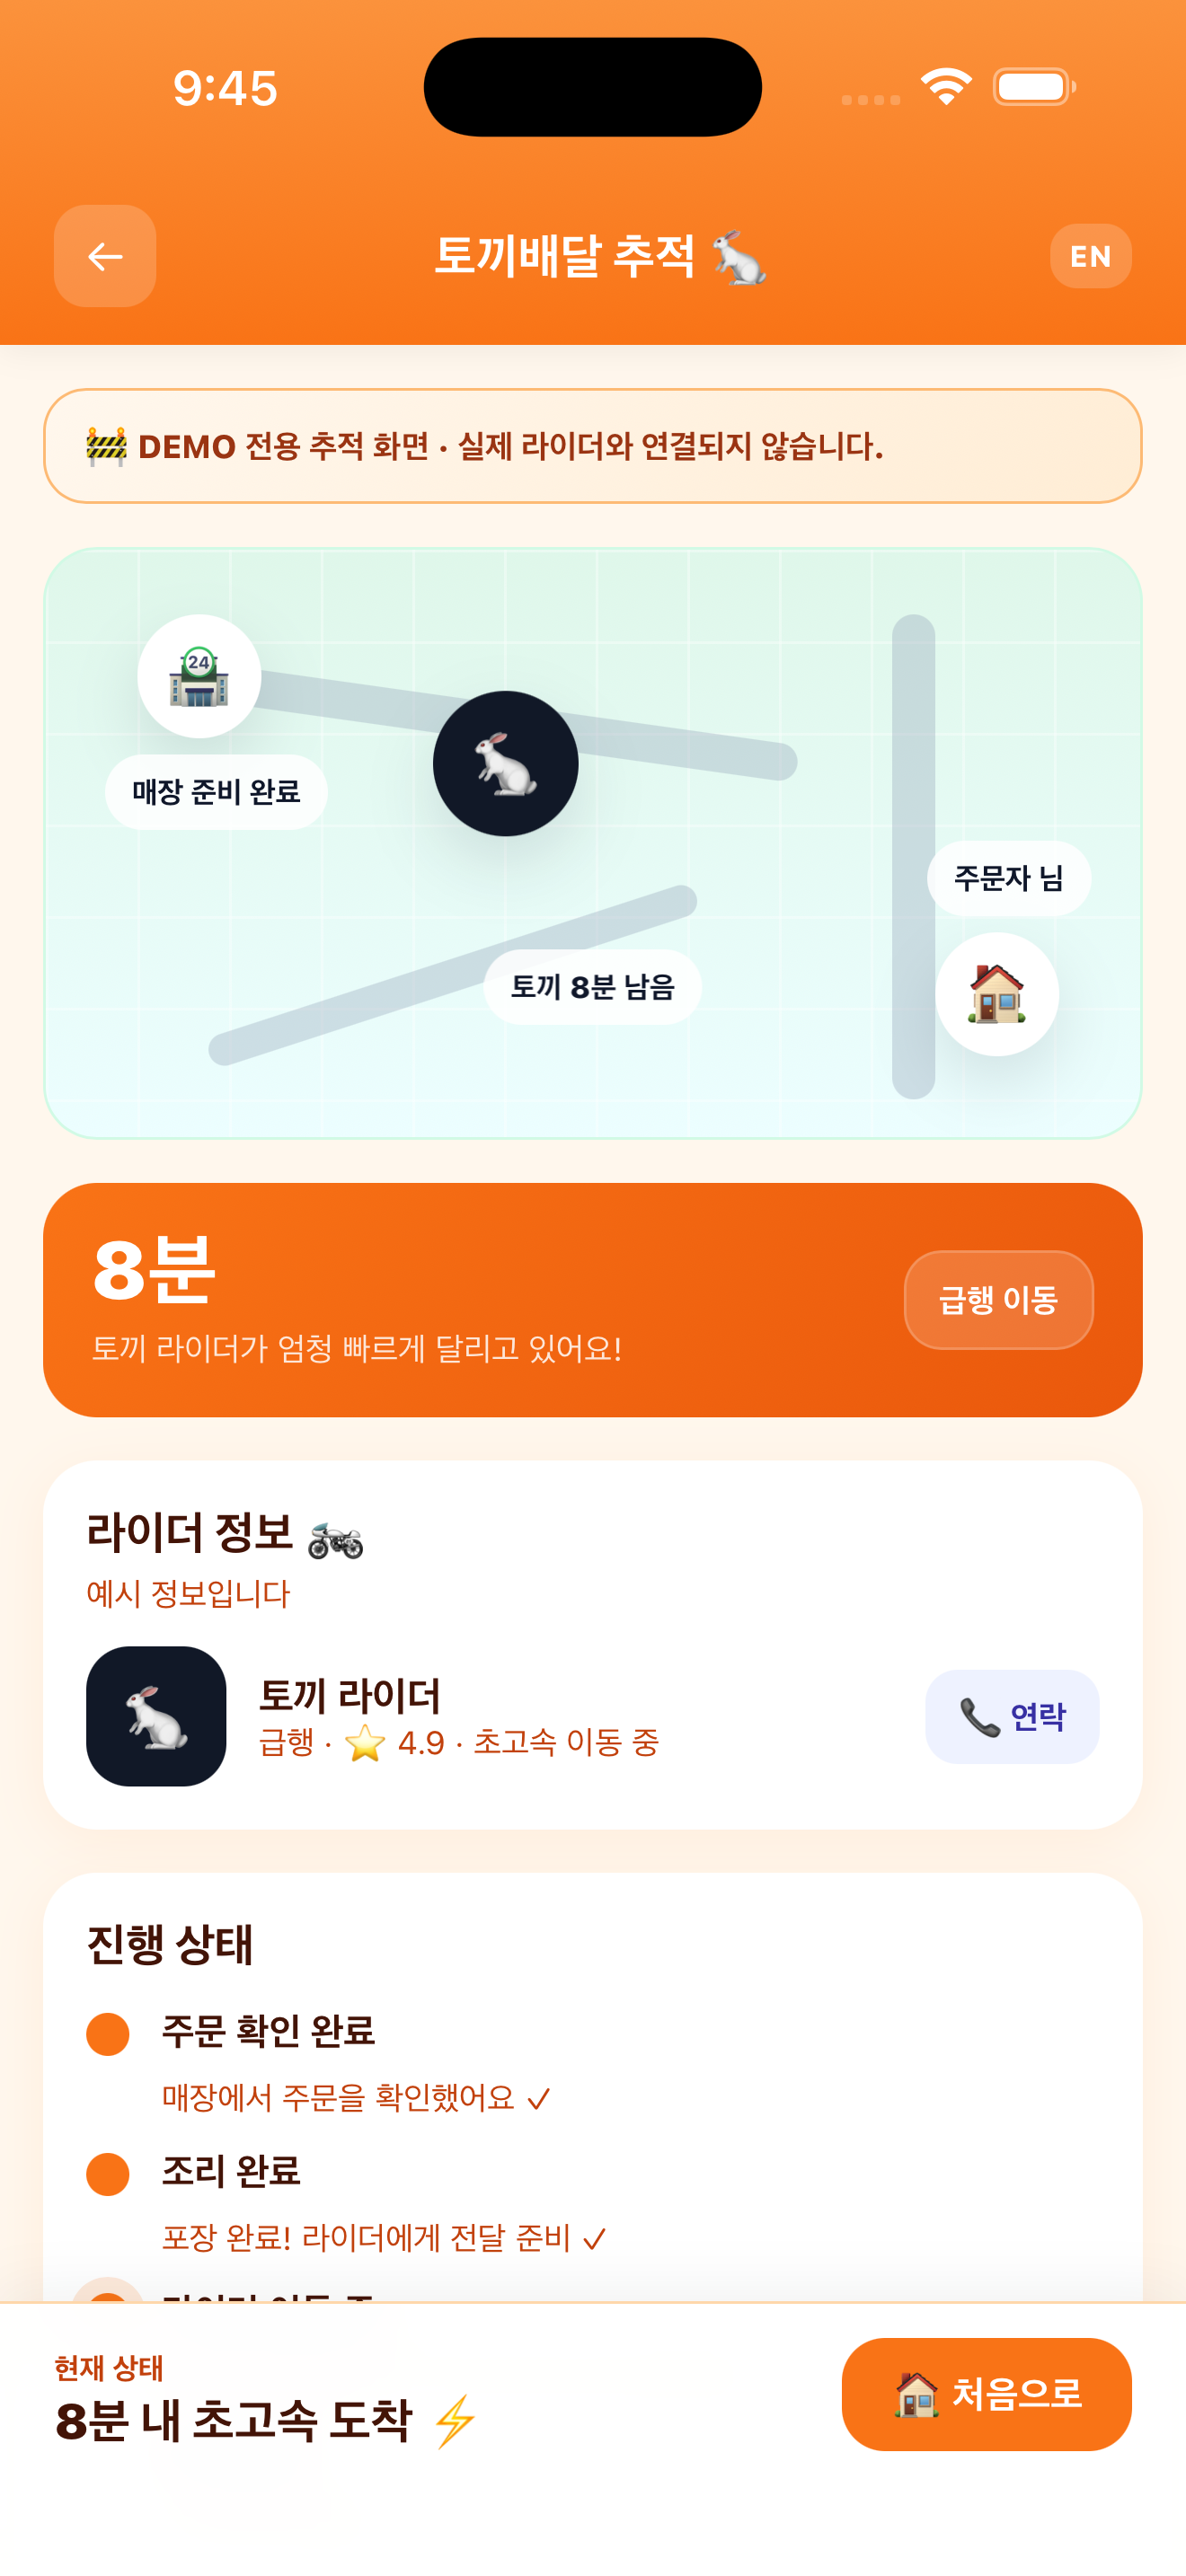 9:45
토끼배달 추적
EN
DEMO 전용 추적 화면 · 실제 라이더와 연결되지 않습니다.
24
매장 준비 완료
주문자 님
토끼 8분 남음
8분
토끼 라이더가 엄청 빠르게 달리고 있어요!
급행 이동
라이더 정보
예시 정보입니다
토끼 라이더
급행 · ⭐ 4.9 · 초고속 이동 중
연락
진행 상태
주문 확인 완료
매장에서 주문을 확인했어요 ✓
조리 완료
포장 완료! 라이더에게 전달 준비 ✓
현재 상태
8분 내 초고속 도착 ⚡
처음으로